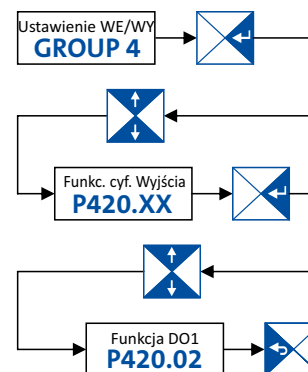 Ustawienie WE/WY
GROUP 4
Funkc. cyf. Wyjścia
P420.XX
Funkcja DO1
P420.02